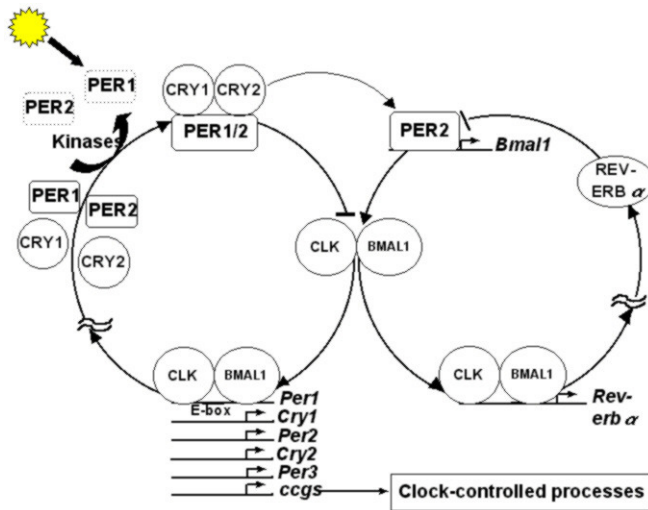 PER1
PER2
Kinases
CRY1
CRY2
PER1/2
PER2
Bmal1
REV-
ERB α
PER1
PER2
CRY1
CRY2
CLK
BMAL1
CLK
BMAL1
E-box
Per1
Cry1
Per2
Cry2
Per3
ccgs
CLK
BMAL1
Rev-
erb α
Clock-controlled processes